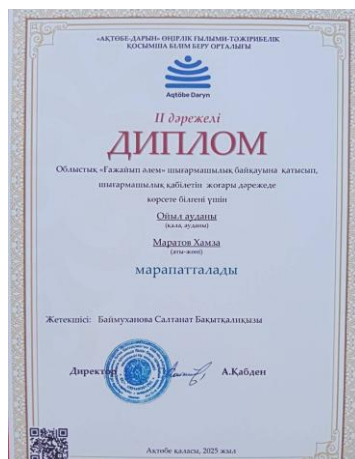 «АҚТӨБЕ-ДАРЫН» ӨҢІРЛІК ҒЫЛЫМИ-ТӘЖІРИБЕЛІК
ҚОСЫМША БІЛІМ БЕРУ ОРТАЛЫҒЫ
Aqtöbe Daryn
II дәрежелі
ДИПЛОМ
Облыстық «Ғажайып әлем» шығармашылық байқауына қатысып,
шығармашылық қабілетін жоғары дәрежеде
көрсете білгені үшін
Ойыл ауданы
(қала, ауданы)
Маратов Хамза
(аты-жөні)
марапатталады
Жетекшісі: Баймуханова Салтанат Бақытқалиқызы
Директор А.Қабден
Ақтөбе қаласы, 2025 жыл